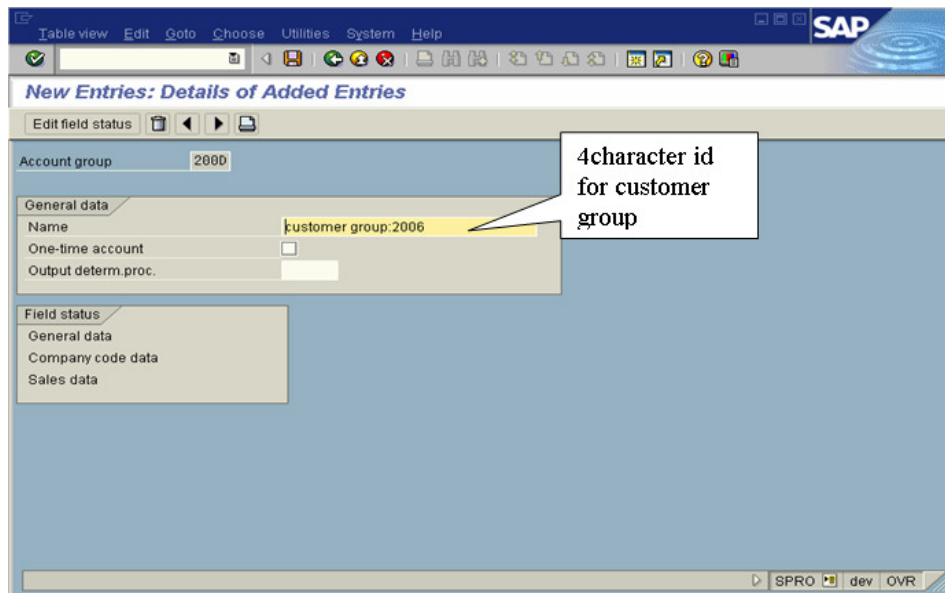 Table view Edit Goto Choose Utilities System Help
SAP
New Entries: Details of Added Entries
Edit field status
Account group 200D
4character id
for customer
group
General data
Name customer group:2006
One-time account
Output determ.proc.
Field status
General data
Company code data
Sales data
SPRO dev OVR